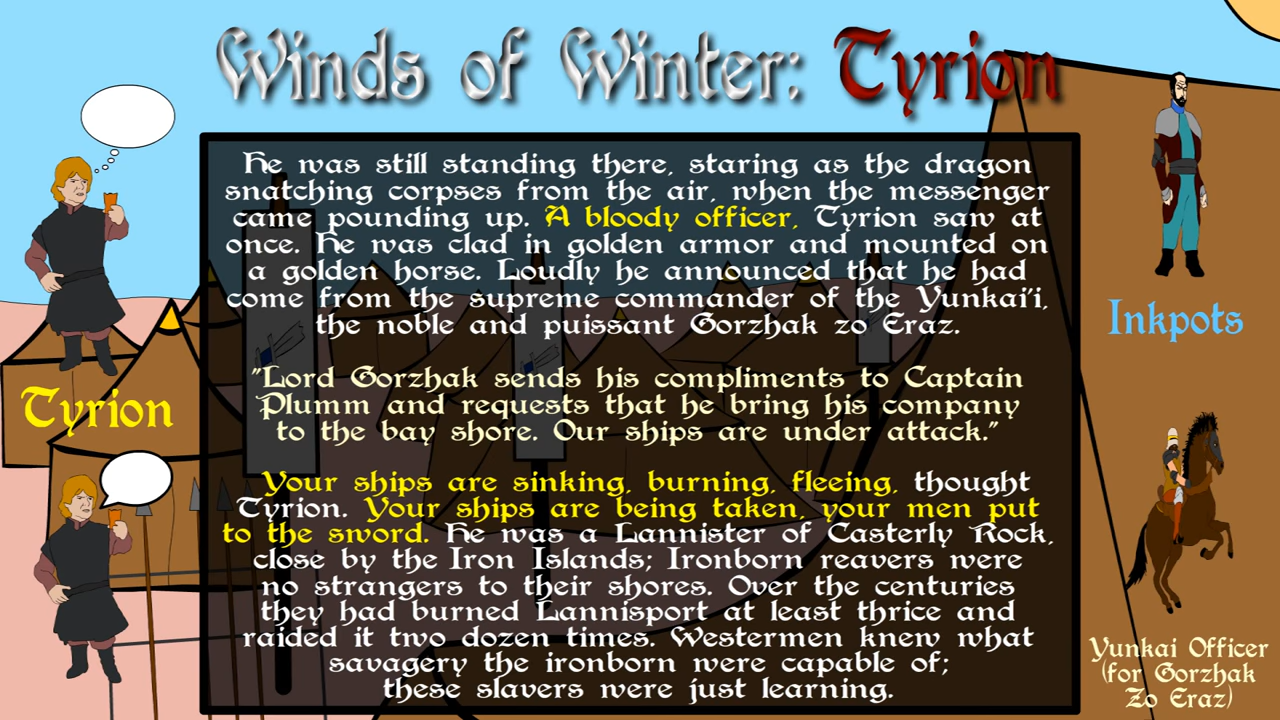 Winds of Winter: Tyrion
He was still standing there, staring as the dragon
snatching corpses from the air, when the messenger
came pounding up. A bloody officer, Tyrion saw at
once. He was clad in golden armor and mounted on
a golden horse. Loudly he announced that he had
come from the supreme commander of the Yunkai'i,
the noble and puissant Gorzhak zo Eraz.
"Lord Gorzhak sends his compliments to Captain
Plumm and requests that he bring his company
to the bay shore. Our ships are under attack."
Your ships are sinking, burning, fleeing, thought
Tyrion. Your ships are being taken, your men put
to the sword. He was a Lannister of Casterly Rock,
close by the Iron Islands; Ironborn reavers were
no strangers to their shores. Over the centuries
they had burned Lannisport at least thrice and
raided it two dozen times. Westermen knew what
savagery the ironborn were capable of;
these slavers were just learning.
Tyrion
Inkpots
Yunkai Officer
(for Gorzhak
Zo Eraz)